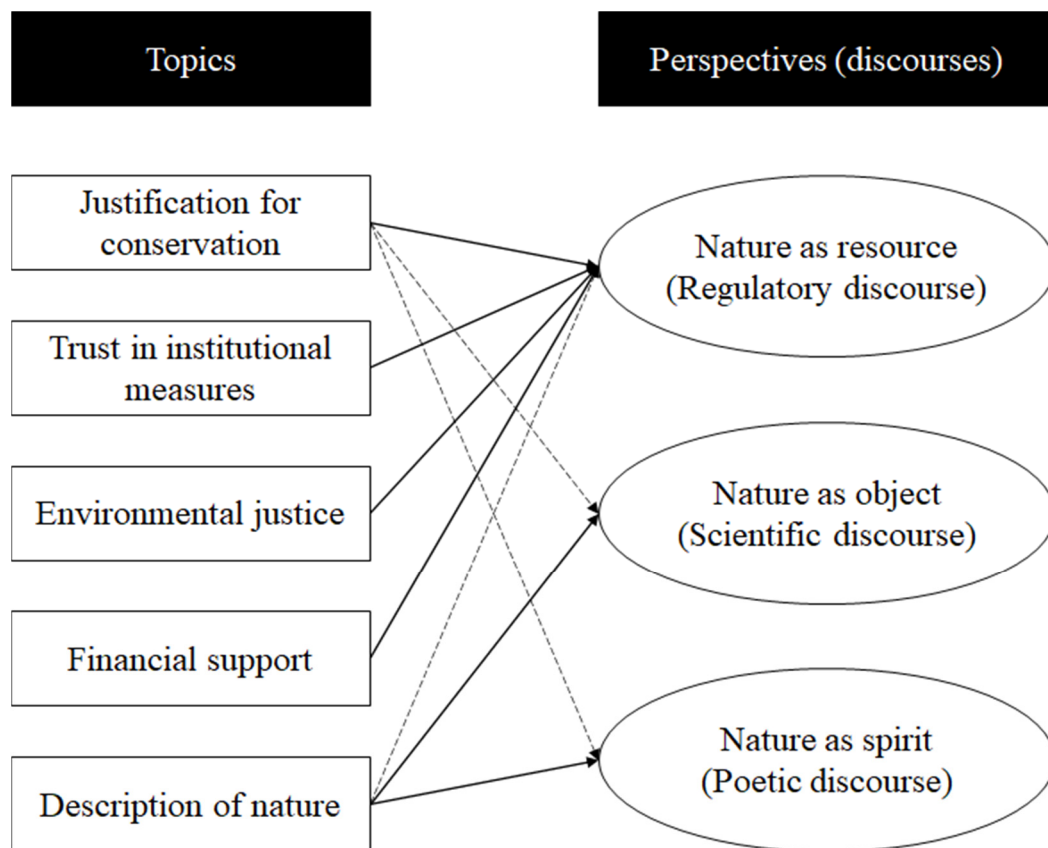 Topics
Perspectives (discourses)
Justification for
conservation
Trust in institutional
measures
Environmental justice
Financial support
Description of nature
Nature as resource
(Regulatory discourse)
Nature as object
(Scientific discourse)
Nature as spirit
(Poetic discourse)